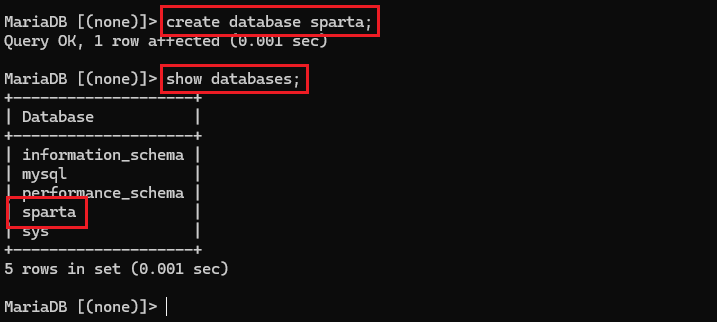 MariaDB [(none)]> create database sparta;
Query OK, 1 row affected (0.001 sec)
MariaDB [(none)]> show databases;
+--------------------+
| Database           |
+--------------------+
| information_schema |
| mysql              |
| performance_schema |
| sparta             |
| sys                |
+--------------------+
5 rows in set (0.001 sec)
MariaDB [(none)]>